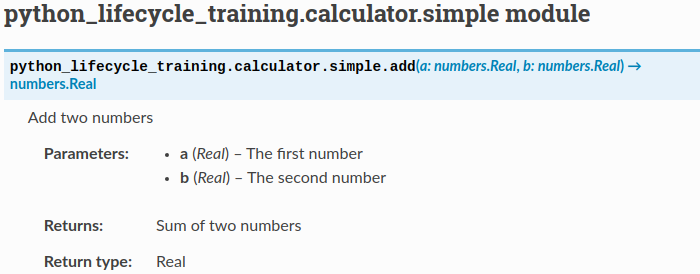 python_lifecycle_training.calculator.simple module
python_lifecycle_training.calculator.simple.add(a: numbers.Real, b: numbers.Real) →
numbers.Real
Add two numbers
Parameters: • a (Real) – The first number
• b (Real) – The second number
Returns: Sum of two numbers
Return type: Real